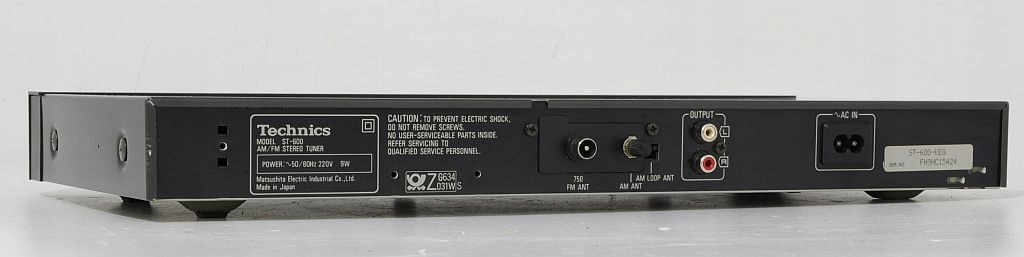 Technics
MODEL ST-600
AM/FM STEREO TUNER
POWER:~50/60Hz 220V 9W
Matsushita Electric Industrial Co.,Ltd.
Made in Japan
CAUTION: TO PREVENT ELECTRIC SHOCK,
DO NOT REMOVE SCREWS.
NO USER-SERVICEABLE PARTS INSIDE.
REFER SERVICING TO
QUALIFIED SERVICE PERSONNEL.
Z G634
031W S
75Ω
FM ANT
AM LOOP ANT
AM ANT
OUTPUT
L
R
~AC IN
ST-600-KEG
SER NO. FH9HC15424